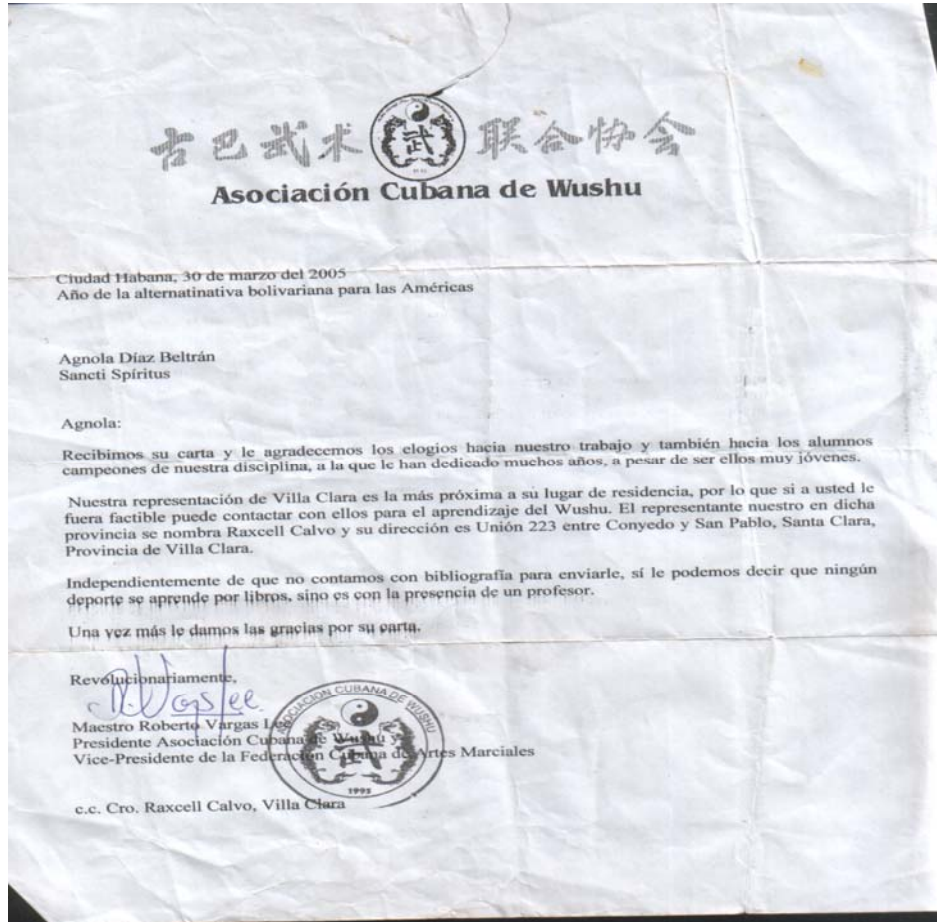 古巴武术 武 联合协会
Asociación Cubana de Wushu
Ciudad Habana, 30 de marzo del 2005
Año de la alternatinativa bolivariana para las Américas
Agnola Díaz Beltrán
Sancti Spíritus
Agnola:
Recibimos su carta y le agradecemos los elogios hacia nuestro trabajo y también hacia los alumnos
campeones de nuestra disciplina, a la que le han dedicado muchos años, a pesar de ser ellos muy jóvenes.
Nuestra representación de Villa Clara es la más próxima a su lugar de residencia, por lo que si a usted le
fuera factible puede contactar con ellos para el aprendizaje del Wushu. El representante nuestro en dicha
provincia se nombra Raxcell Calvo y su dirección es Unión 223 entre Conyedo y San Pablo, Santa Clara,
Provincia de Villa Clara.
Independientemente de que no contamos con bibliografía para enviarle, sí le podemos decir que ningún
deporte se aprende por libros, sino es con la presencia de un profesor.
Una vez más le damos las gracias por su carta.
Revolucionariamente,
Maestro Roberto Vargas Lee
Presidente Asociación Cubana de Wushu y
Vice-Presidente de la Federación Cubana de Artes Marciales
ASOCIACION CUBANA DE WUSHU
武
1995
c.c. Cro. Raxcell Calvo, Villa Clara